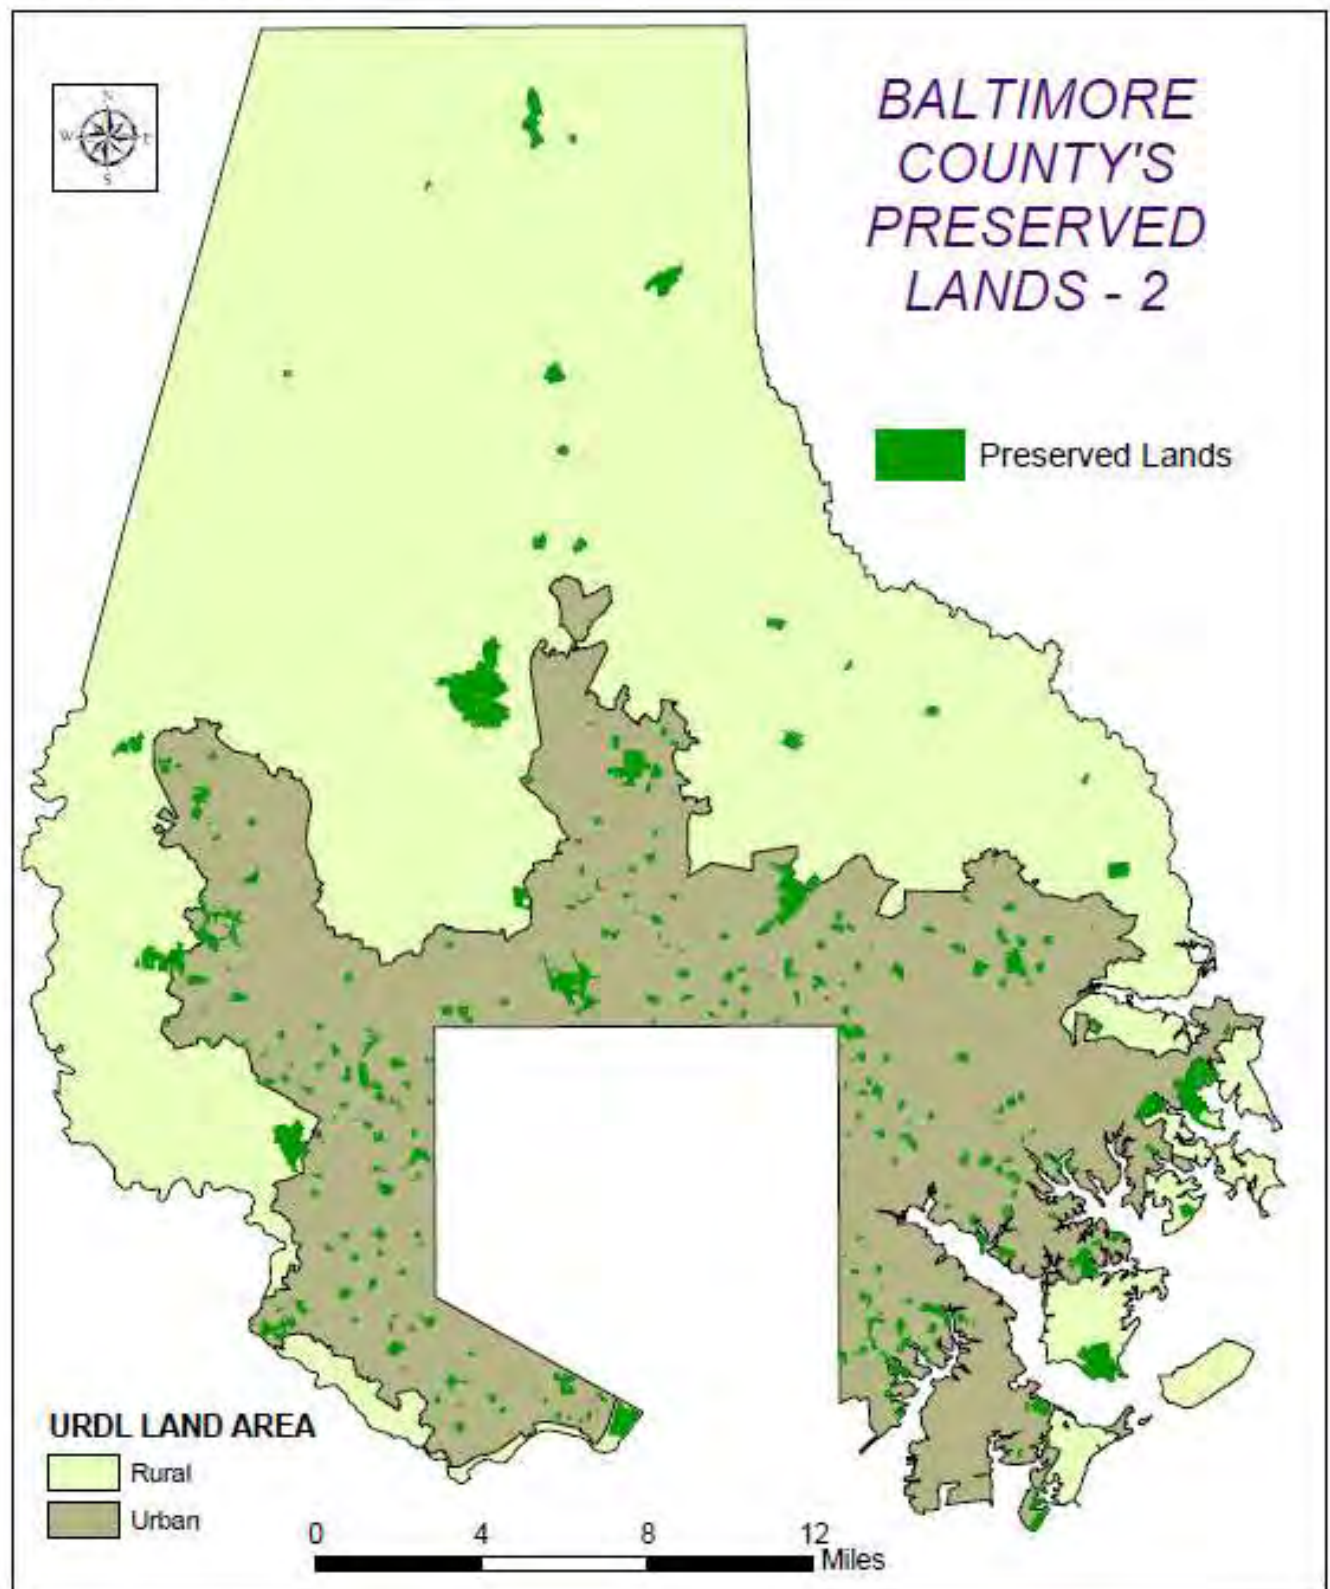 BALTIMORE
COUNTY'S
PRESERVED
LANDS - 2
N
W E
S
Preserved Lands
URDL LAND AREA
Rural
Urban
0 4 8 12
Miles